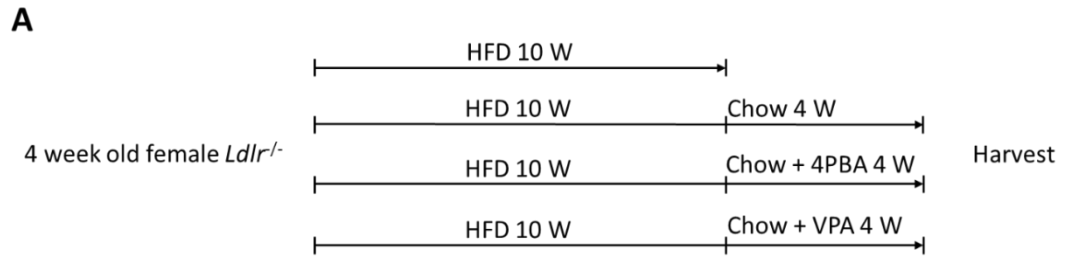 A
HFD 10 W
HFD 10 W Chow 4 W
4 week old female Ldlr-/- Harvest
HFD 10 W Chow + 4PBA 4 W
HFD 10 W Chow + VPA 4 W